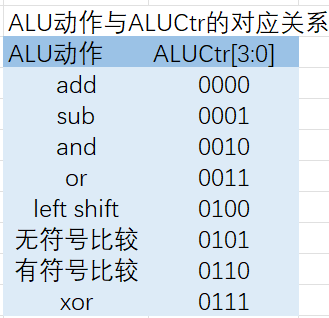 ALU动作与ALUCtr的对应关系
ALU动作 ALUCtr[3:0]
add 0000
sub 0001
and 0010
or 0011
left shift 0100
无符号比较 0101
有符号比较 0110
xor 0111